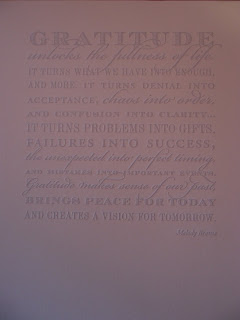 GRATITUDE
unlocks the fullness of life.
IT TURNS WHAT WE HAVE INTO ENOUGH,
AND MORE. IT TURNS DENIAL INTO
ACCEPTANCE, chaos into order,
AND CONFUSION INTO CLARITY...
IT TURNS PROBLEMS INTO GIFTS,
FAILURES INTO SUCCESS,
the unexpected into perfect timing,
AND MISTAKES INTO IMPORTANT EVENTS.
Gratitude makes sense of our past,
BRINGS PEACE FOR TODAY
AND CREATES A VISION FOR TOMORROW.
Melody Beattie